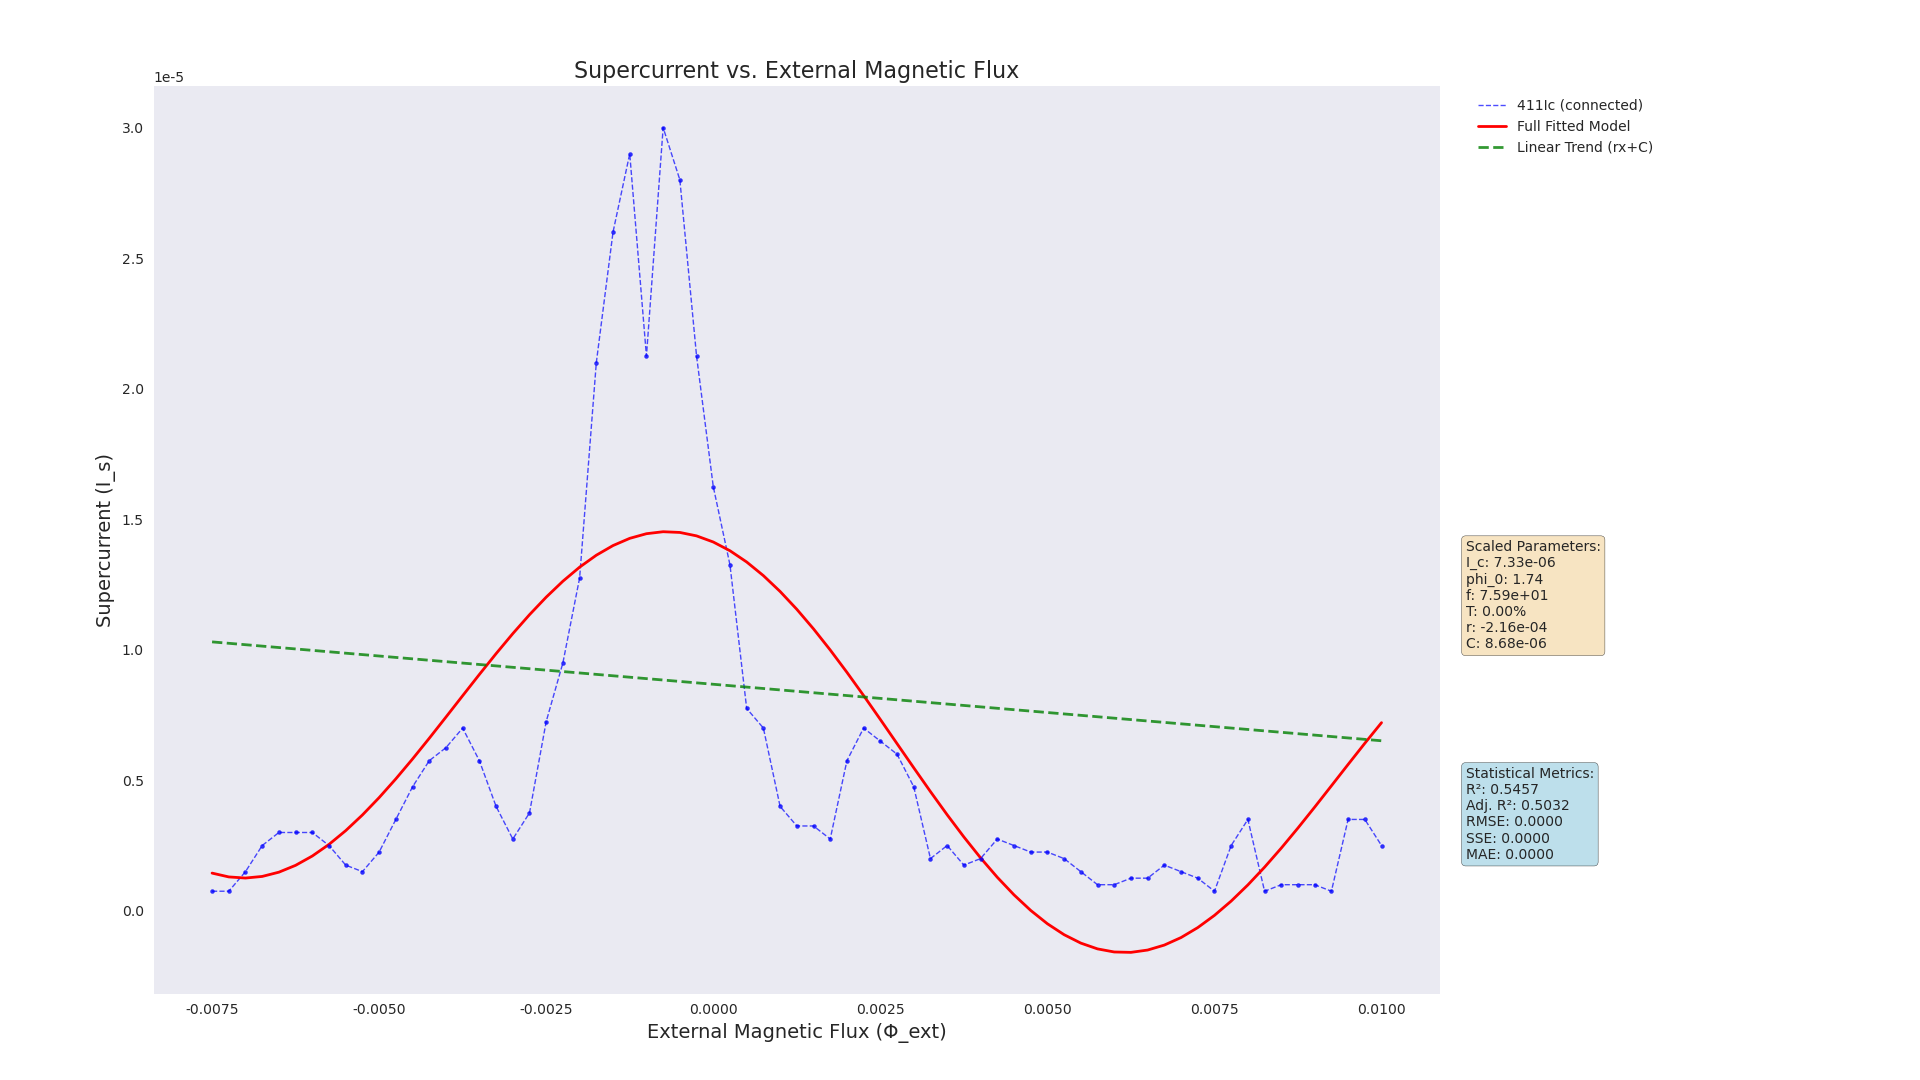 Supercurrent vs. External Magnetic Flux
1e-5
3.0
2.5
2.0
1.5
1.0
0.5
0.0
Supercurrent (I_s)
-0.0075
-0.0050
-0.0025
0.0000
0.0025
0.0050
0.0075
0.0100
External Magnetic Flux (Φ_ext)
411Ic (connected)
Full Fitted Model
Linear Trend (rx+C)
Scaled Parameters:
I_c: 7.33e-06
phi_0: 1.74
f: 7.59e+01
T: 0.00%
r: -2.16e-04
C: 8.68e-06
Statistical Metrics:
R²: 0.5457
Adj. R²: 0.5032
RMSE: 0.0000
SSE: 0.0000
MAE: 0.0000